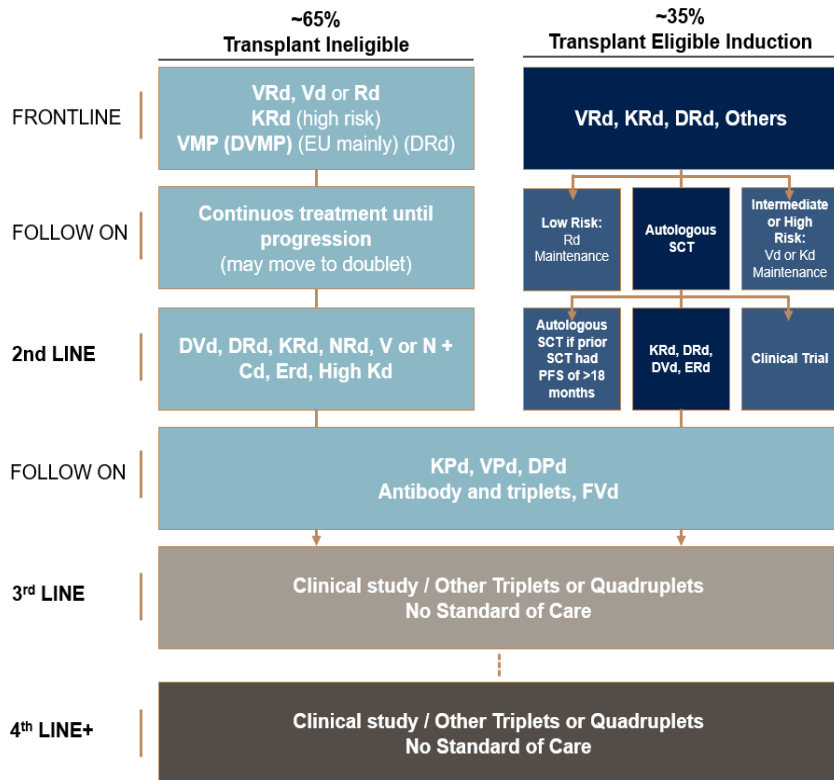 ~65%
Transplant Ineligible
~35%
Transplant Eligible Induction
FRONTLINE
VRd, Vd or Rd
KRd (high risk)
VMP (DVMP) (EU mainly) (DRd)
VRd, KRd, DRd, Others
FOLLOW ON
Continuos treatment until
progression
(may move to doublet)
Low Risk:
Rd
Maintenance
Autologous
SCT
Intermediate
or High
Risk:
Vd or Kd
Maintenance
2nd LINE
DVd, DRd, KRd, NRd, V or N +
Cd, Erd, High Kd
Autologous
SCT if prior
SCT had
PFS of >18
months
KRd, DRd,
DVd, ERd
Clinical Trial
FOLLOW ON
KPd, VPd, DPd
Antibody and triplets, FVd
3rd LINE
Clinical study / Other Triplets or Quadruplets
No Standard of Care
4th LINE+
Clinical study / Other Triplets or Quadruplets
No Standard of Care